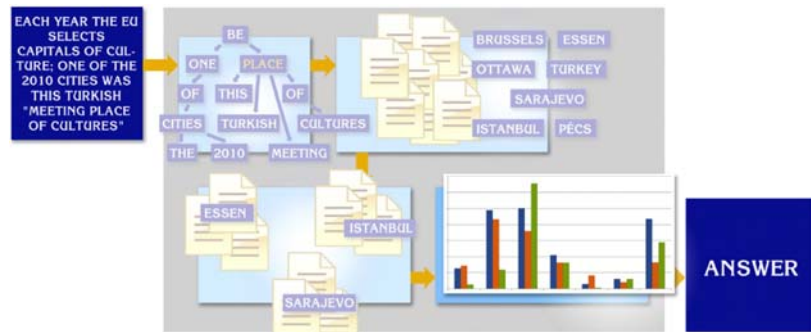 EACH YEAR THE EU
SELECTS
CAPITALS OF CUL-
TURE; ONE OF THE
2010 CITIES WAS
THIS TURKISH
"MEETING PLACE
OF CULTURES"
BE
ONE PLACE
OF THIS OF
CITIES TURKISH CULTURES
THE 2010 MEETING
BRUSSELS ESSEN
OTTAWA TURKEY
SARAJEVO
ISTANBUL PÉCS
ESSEN
ISTANBUL
SARAJEVO
ANSWER